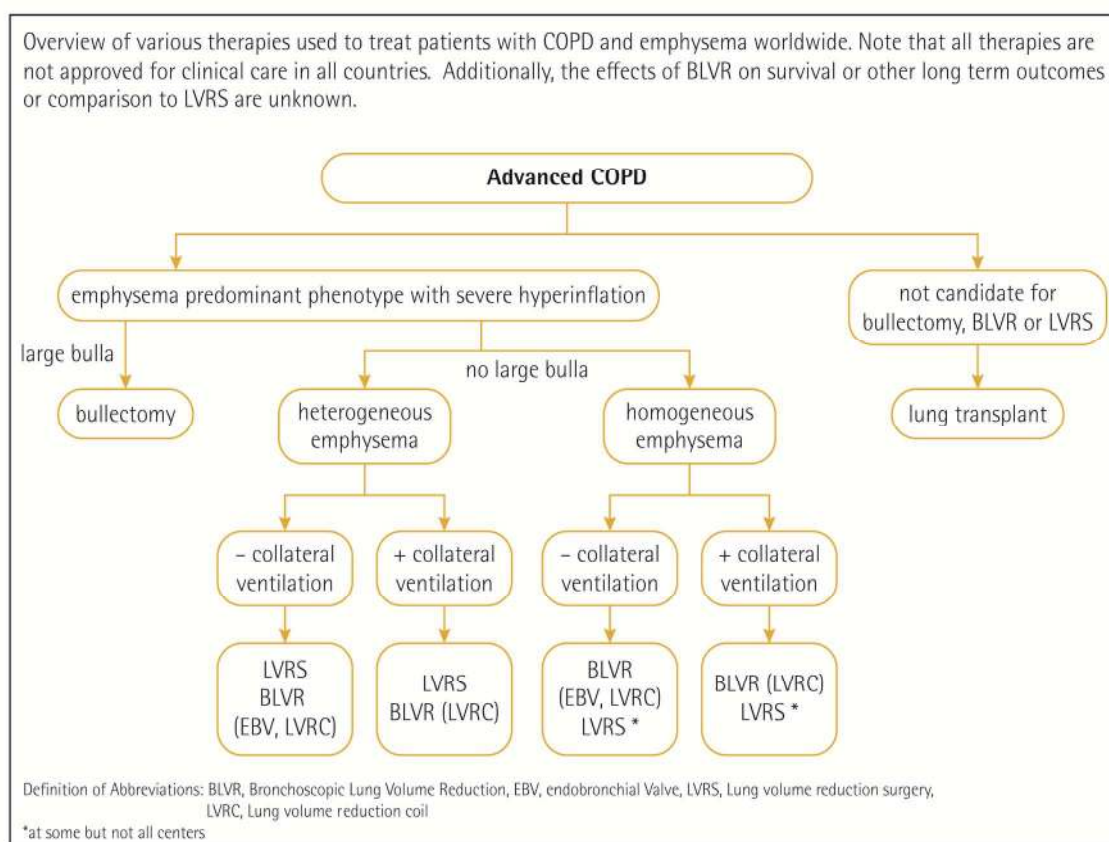 Overview of various therapies used to treat patients with COPD and emphysema worldwide. Note that all therapies are
not approved for clinical care in all countries. Additionally, the effects of BLVR on survival or other long term outcomes
or comparison to LVRS are unknown.
Advanced COPD
emphysema predominant phenotype with severe hyperinflation
not candidate for
bullectomy, BLVR or LVRS
large bulla
no large bulla
bullectomy
heterogeneous
emphysema
homogeneous
emphysema
lung transplant
– collateral
ventilation
+ collateral
ventilation
– collateral
ventilation
+ collateral
ventilation
LVRS
BLVR
(EBV, LVRC)
LVRS
BLVR (LVRC)
BLVR
(EBV, LVRC)
LVRS *
BLVR (LVRC)
LVRS *
Definition of Abbreviations: BLVR, Bronchoscopic Lung Volume Reduction, EBV, endobronchial Valve, LVRS, Lung volume reduction surgery,
LVRC, Lung volume reduction coil
*at some but not all centers